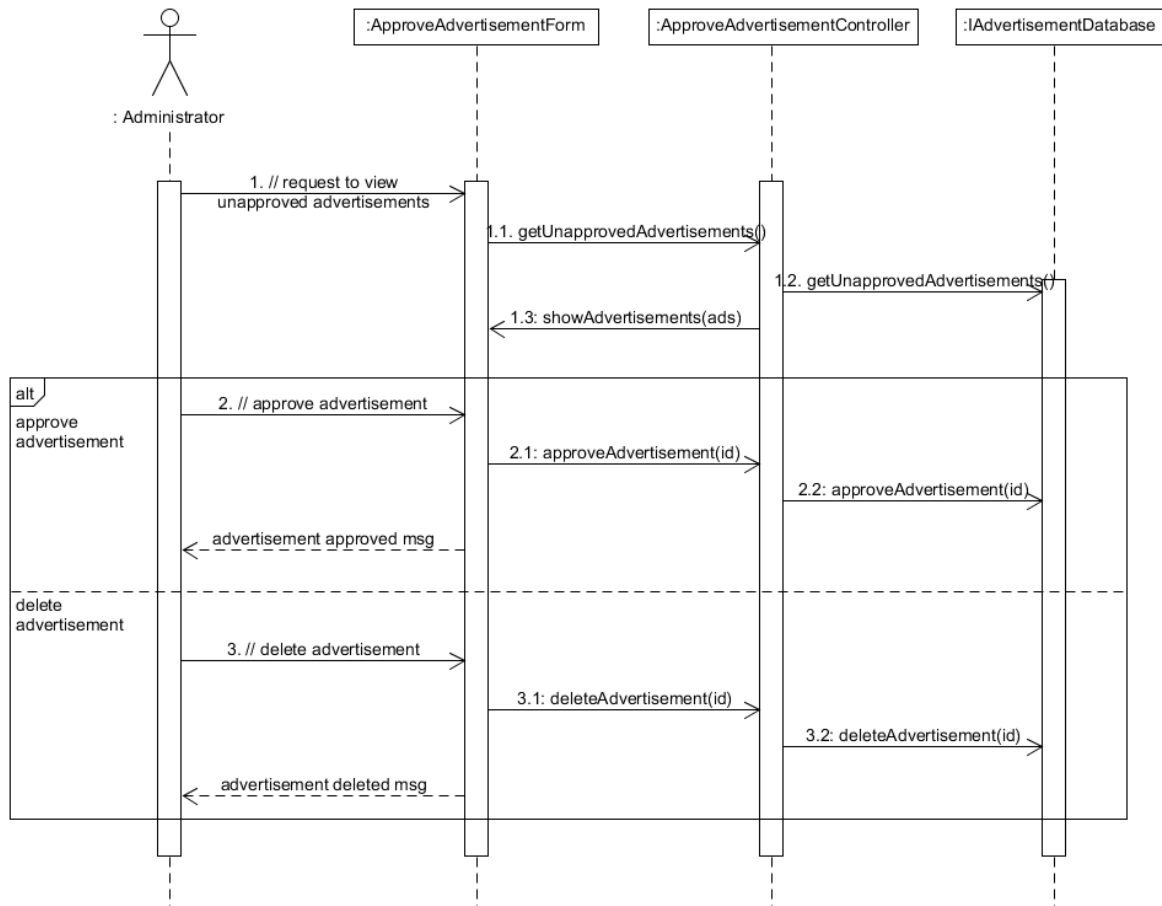 :ApproveAdvertisementForm
:ApproveAdvertisementController
:IAdvertisementDatabase
: Administrator
1. // request to view
unapproved advertisements
1.1. getUnapprovedAdvertisements()
1.2. getUnapprovedAdvertisements()
1.3: showAdvertisements(ads)
alt
approve
advertisement
2. // approve advertisement
2.1: approveAdvertisement(id)
2.2: approveAdvertisement(id)
advertisement approved msg
delete
advertisement
3. // delete advertisement
3.1: deleteAdvertisement(id)
3.2: deleteAdvertisement(id)
advertisement deleted msg